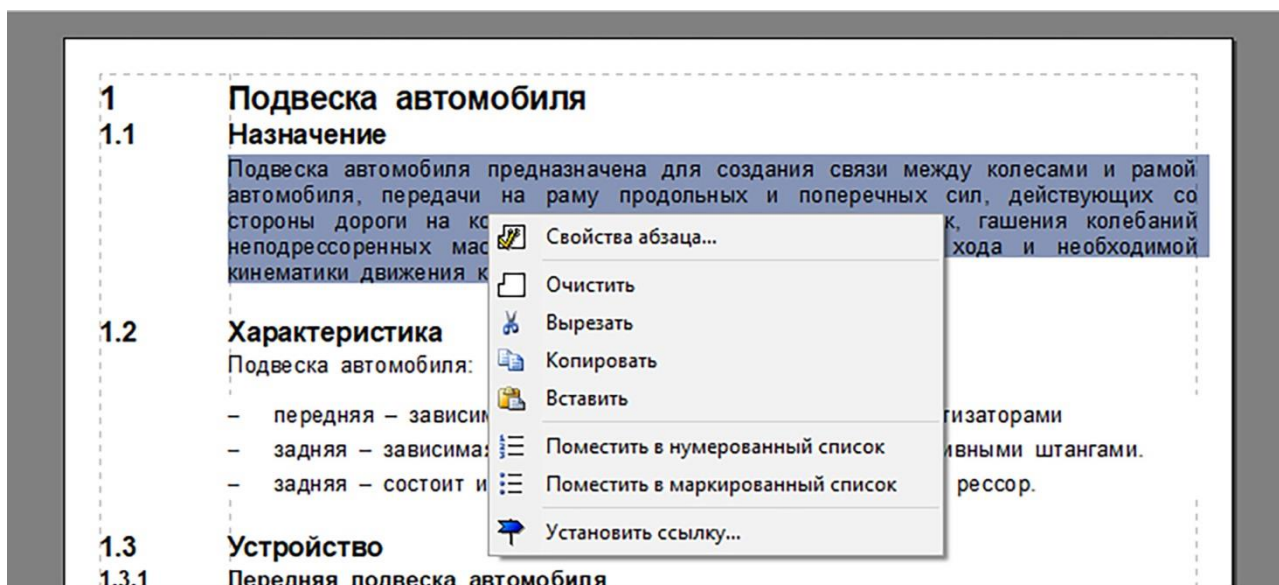 1 Подвеска автомобиля
1.1 Назначение
Подвеска автомобиля предназначена для создания связи между колесами и рамой
автомобиля, передачи на раму продольных и поперечных сил, действующих со
стороны дороги на ко к, гашения колебаний
неподрессоренных мас хода и необходимой
кинематики движения к
Свойства абзаца...
Очистить
Вырезать
Копировать
Вставить
Поместить в нумерованный список
Поместить в маркированный список
Установить ссылку...
1.2 Характеристика
Подвеска автомобиля:
– передняя – зависим тизаторами
– задняя – зависима ивными штангами.
– задняя – состоит и рессор.
1.3 Устройство
1.3.1 Передняя подвеска автомобиля